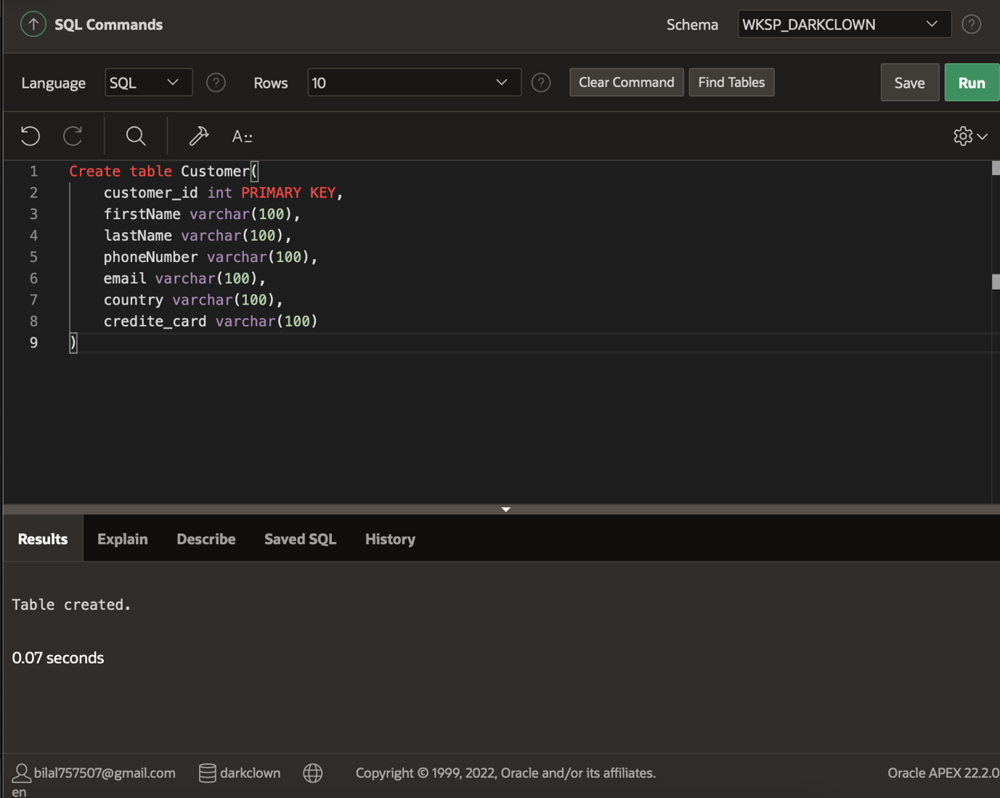 SQL Commands
Schema
WKSP_DARKCLOWN
?
Language
SQL
?
Rows
10
?
Clear Command
Find Tables
Save
Run
A::
1 Create table Customer(
2 customer_id int PRIMARY KEY,
3 firstName varchar(100),
4 lastName varchar(100),
5 phoneNumber varchar(100),
6 email varchar(100),
7 country varchar(100),
8 credite_card varchar(100)
9 )
Results
Explain
Describe
Saved SQL
History
Table created.
0.07 seconds
bilal757507@gmail.com
darkclown
Copyright © 1999, 2022, Oracle and/or its affiliates.
Oracle APEX 22.2.0
en